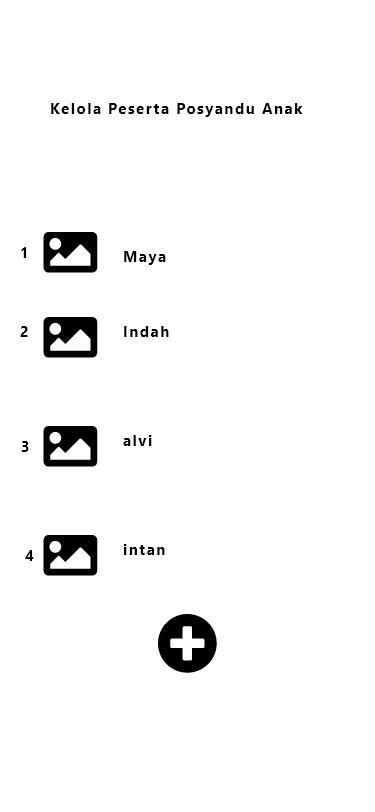 Kelola Peserta Posyandu Anak
1 Maya
2 Indah
3 alvi
4 intan